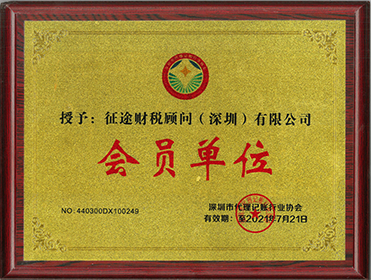 授予：征途财税顾问（深圳）有限公司
会员单位
NO:440300DX100249
深圳市代理记账行业协会
有效期：至2021年7月21日